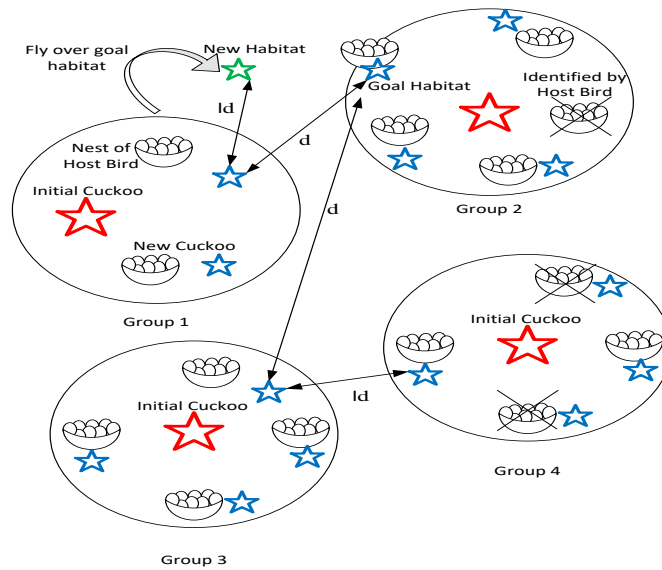 Fly over goal
habitat
New Habitat
ld
d
Goal Habitat
Identified by
Host Bird
Nest of
Host Bird
Initial Cuckoo
New Cuckoo
Group 1
Group 2
d
Initial Cuckoo
Initial Cuckoo
ld
Group 4
Group 3